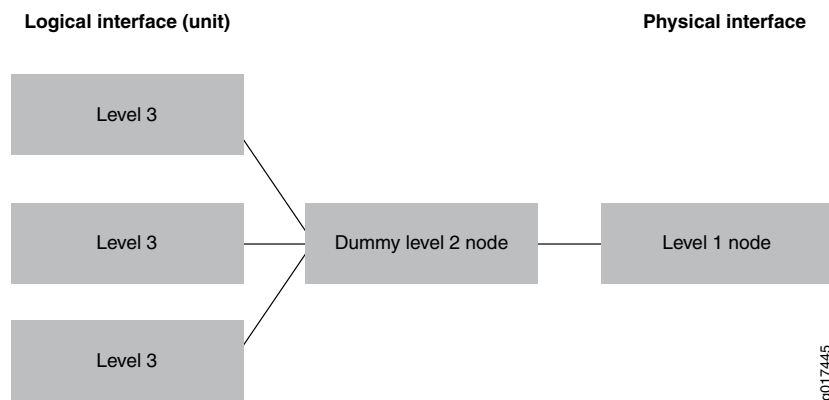 Logical interface (unit)
Physical interface
Level 3
Level 3
Dummy level 2 node
Level 1 node
Level 3
g017445